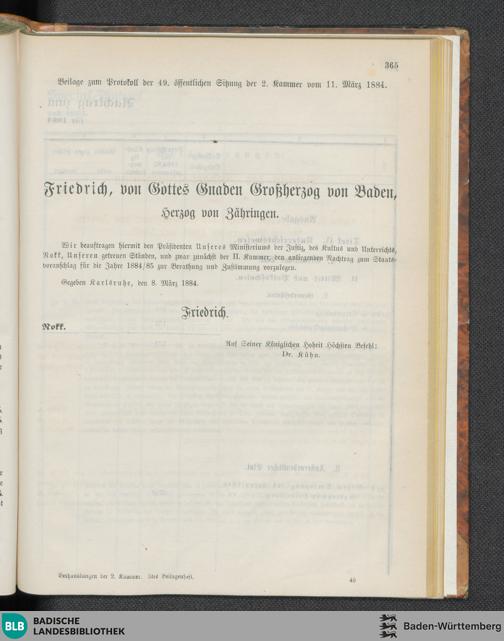 365
Beilage zum Protokoll der 49. öffentlichen Sitzung der 2. Kammer vom 11. März 1884.
Friedrich, von Gottes Gnaden Großherzog von Baden,
Herzog von Zähringen.
Wir beauftragen hiermit den Präsidenten Unseres Ministeriums der Justiz, des Kultus und Unterrichts,
Nokk, Unseren getreuen Ständen, und zwar zunächst der II. Kammer, den anliegenden Nachtrag zum Staats-
voranschlag für die Jahre 1884/85 zur Berathung und Zustimmung vorzulegen.
Gegeben Karlsruhe, den 8. März 1884.
Friedrich.
Nokk.
Auf Seiner Königlichen Hoheit Höchsten Befehl:
Dr. Kühn.
Verhandlungen der 2. Kammer. 5tes Beilagenheft.
46
BLB BADISCHE
LANDESBIBLIOTHEK
Baden-Württemberg